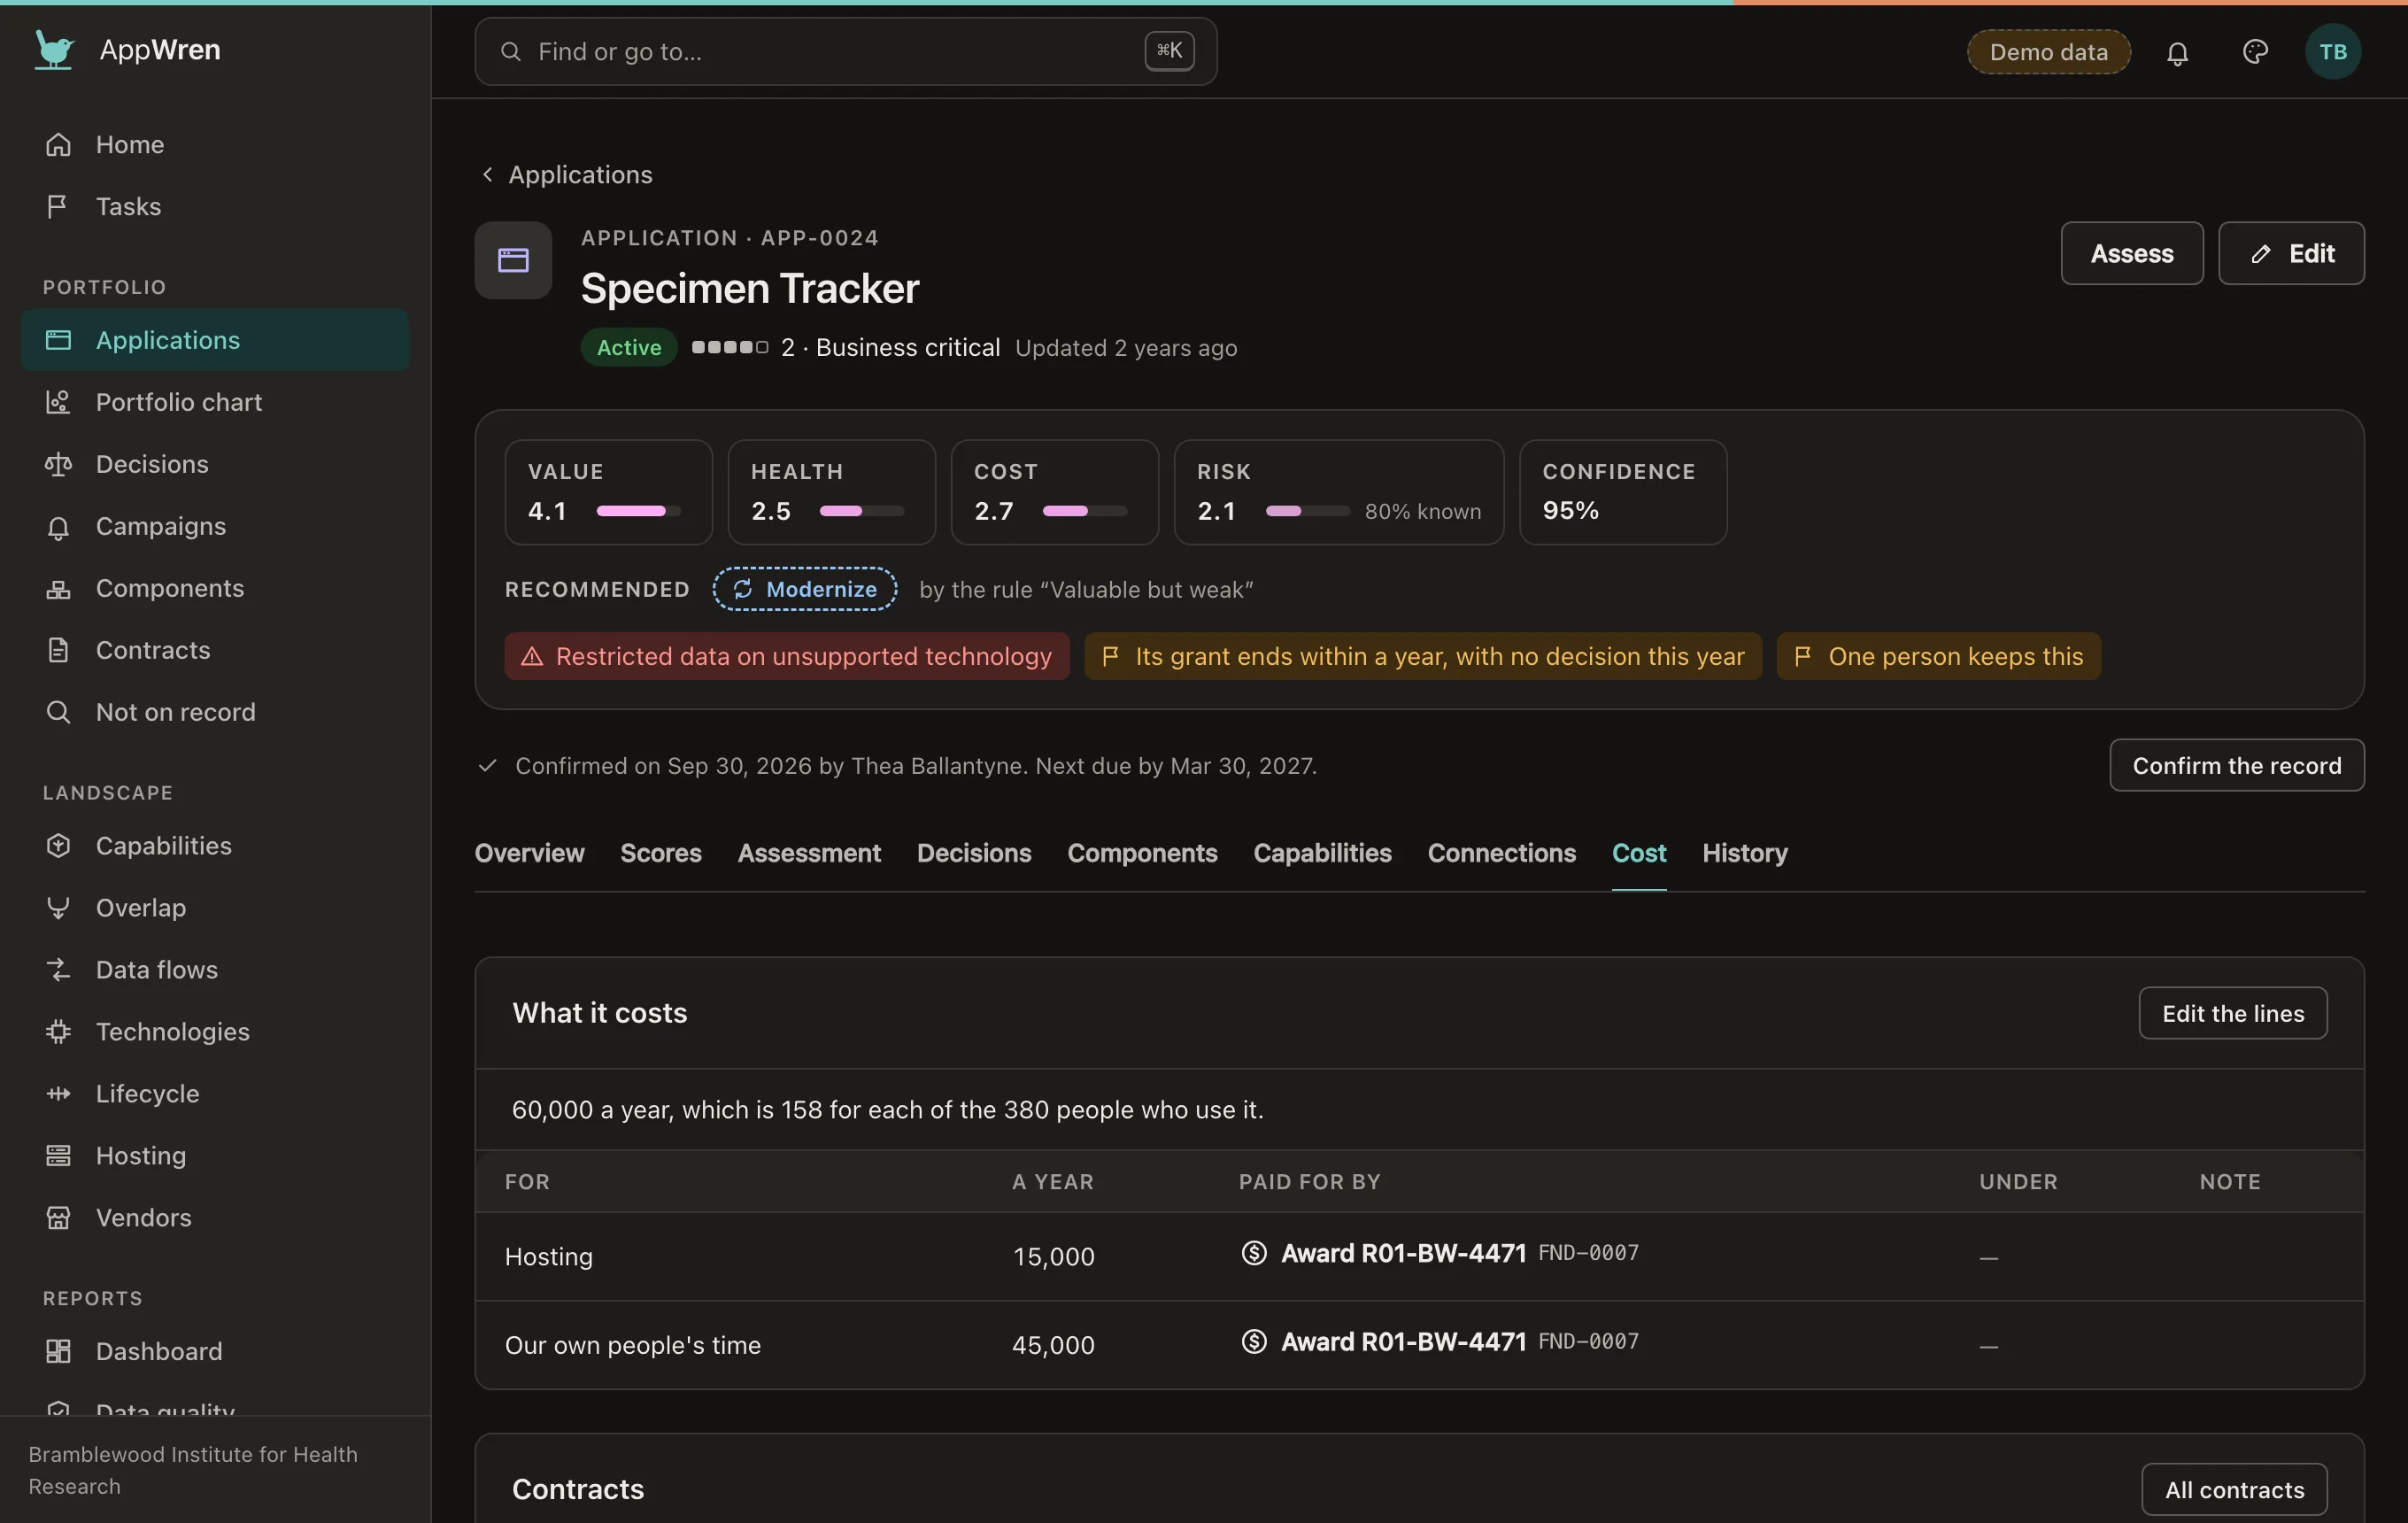 AppWren
Find or go to...
⌘K
Demo data
TB
Home
Tasks
PORTFOLIO
Applications
Portfolio chart
Decisions
Campaigns
Components
Contracts
Not on record
LANDSCAPE
Capabilities
Overlap
Data flows
Technologies
Lifecycle
Hosting
Vendors
REPORTS
Dashboard
Data quality
Bramblewood Institute for Health
Research
Applications
APPLICATION · APP-0024
Specimen Tracker
Assess
Edit
Active 2 · Business critical Updated 2 years ago
VALUE
4.1
HEALTH
2.5
COST
2.7
RISK
2.1 80% known
CONFIDENCE
95%
RECOMMENDED Modernize by the rule “Valuable but weak”
Restricted data on unsupported technology
Its grant ends within a year, with no decision this year
One person keeps this
Confirmed on Sep 30, 2026 by Thea Ballantyne. Next due by Mar 30, 2027.
Confirm the record
Overview Scores Assessment Decisions Components Capabilities Connections Cost History
What it costs
Edit the lines
60,000 a year, which is 158 for each of the 380 people who use it.
FOR A YEAR PAID FOR BY UNDER NOTE
Hosting 15,000 Award R01-BW-4471 FND-0007 —
Our own people's time 45,000 Award R01-BW-4471 FND-0007 —
Contracts
All contracts